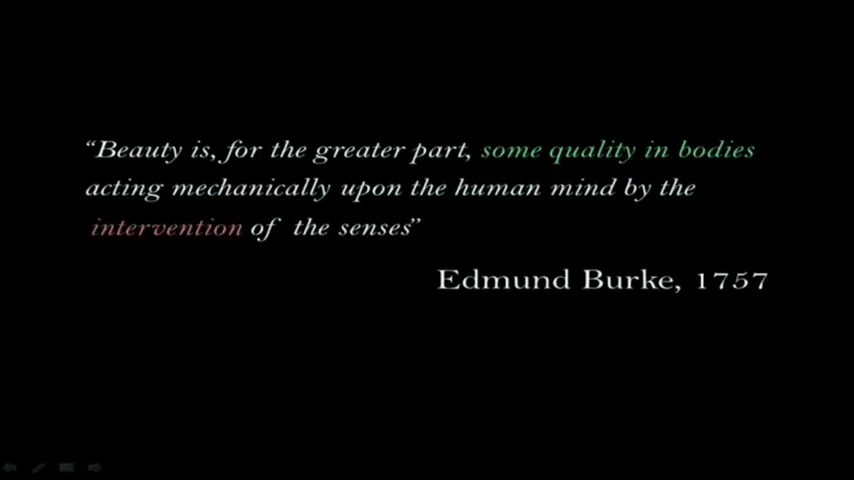 “Beauty is, for the greater part, some quality in bodies
acting mechanically upon the human mind by the
intervention of the senses”
Edmund Burke, 1757